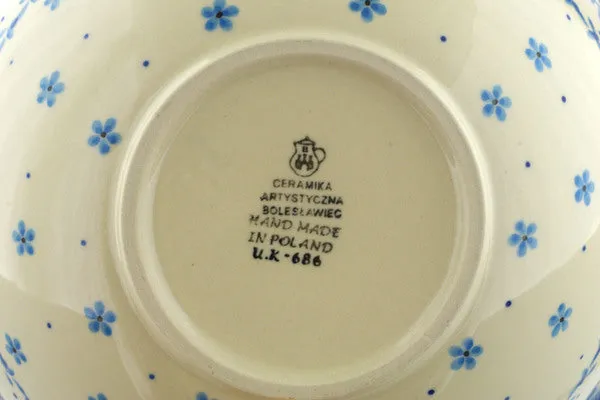 CERAMIKA
ARTYSTYCZNA
BOLESŁAWIEC
HAND MADE
IN POLAND
U.K-686